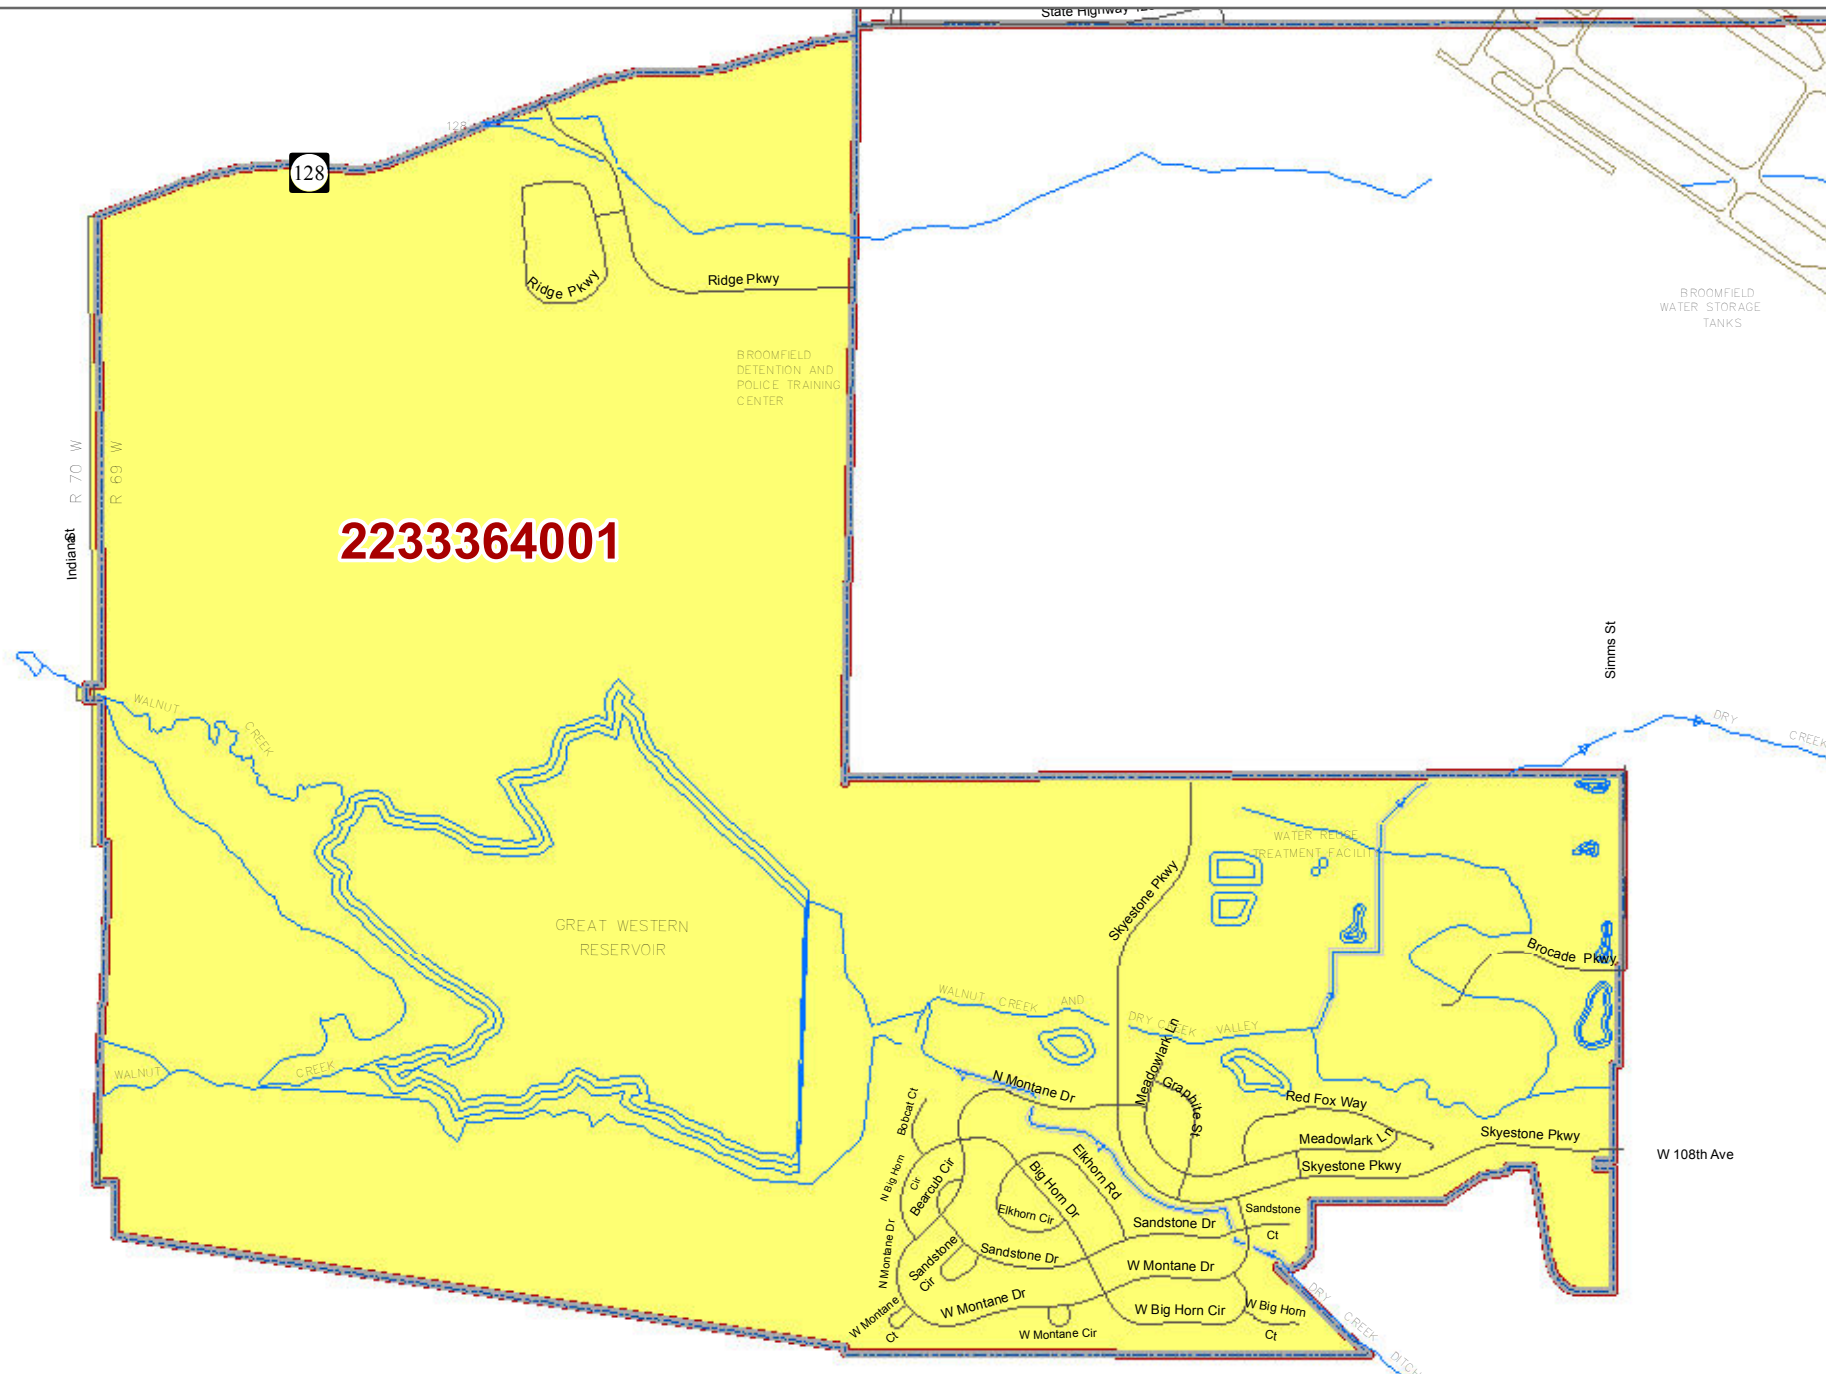 State Highway 128
128
128
Ridge Pkwy
Ridge Pkwy
BROOMFIELD
WATER STORAGE
TANKS
BROOMFIELD
DETENTION AND
POLICE TRAINING
CENTER
R 70 W
R 69 W
2233364001
Indiana St
Simms St
WALNUT
CREEK
DRY
CREEK
WATER REUSE
TREATMENT FACILITY
Skyestone Pkwy
GREAT WESTERN
RESERVOIR
Brocade Pkwy
WALNUT CREEK AND
DRY CREEK VALLEY
Meadowlark Ln
WALNUT
CREEK
N Montane Dr
Graphite St
Bobcat Ct
Red Fox Way
Meadowlark Ln
Skyestone Pkwy
W 108th Ave
Skyestone Pkwy
N Big Horn
Cir
Bearcub Cir
Big Horn Dr
Elkhorn Rd
Elkhorn Cir
Sandstone Dr
Sandstone
Ct
N Montane Dr
Sandstone
Cir
Sandstone Dr
W Montane Dr
W Montane Dr
W Big Horn Cir
W Big Horn
Ct
W Montane
Ct
W Montane Cir
DRY CREEK
DITCH